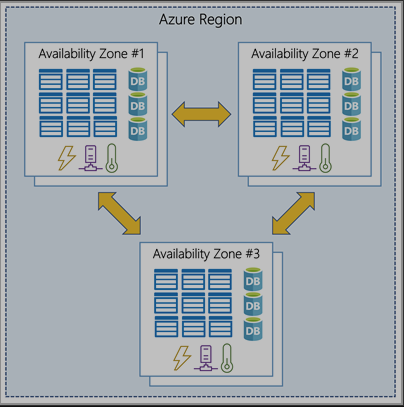 Azure Region
Availability Zone #1
Availability Zone #2
DB
DB
DB
DB
DB
DB
Availability Zone #3
DB
DB
DB